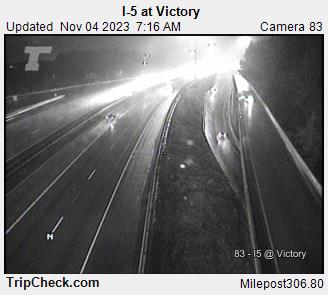 I-5 at Victory
Updated Nov 04 2023 7:16 AM Camera 83
T
N
83 - I5 @ Victory
TripCheck.com Milepost306.80